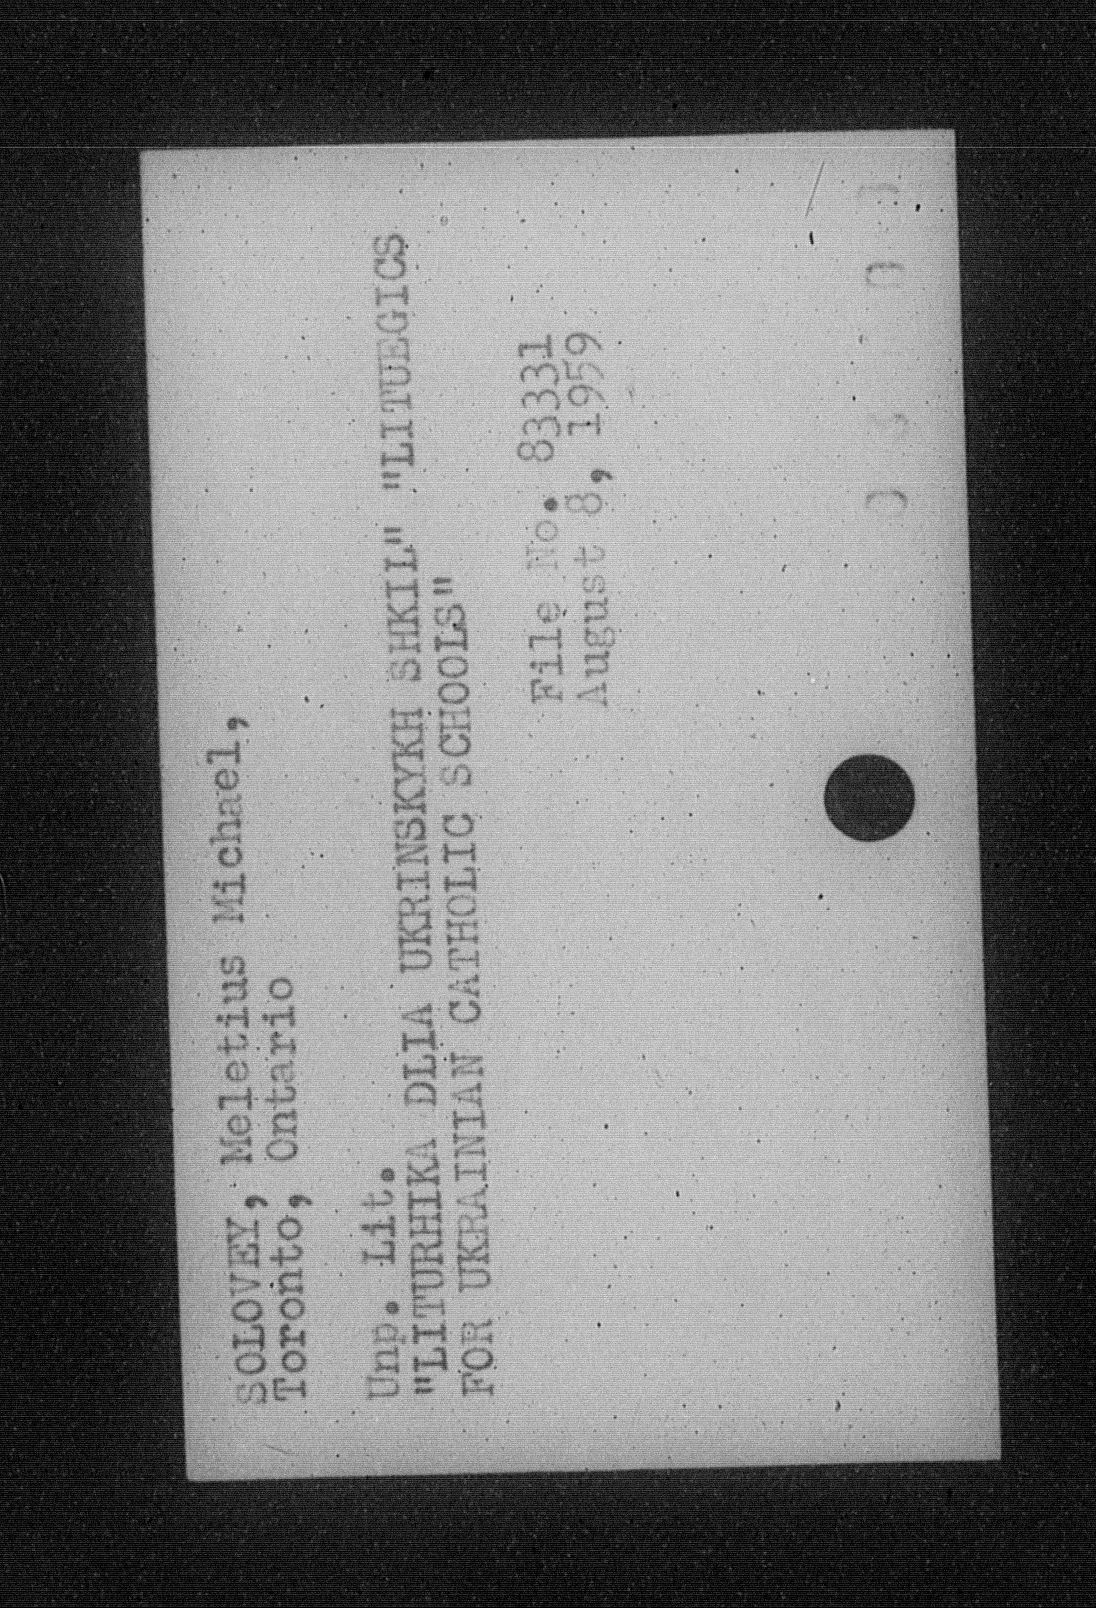 SOLOVEY, Meletius Michael,
Toronto, Ontario
Unp. Lit.
"LITURHIKA DLIA UKRINSKYKH SHKIL" "LITUEGICS
FOR UKRAINIAN CATHOLIC SCHOOLS"
File No. 83331
August 8, 1959